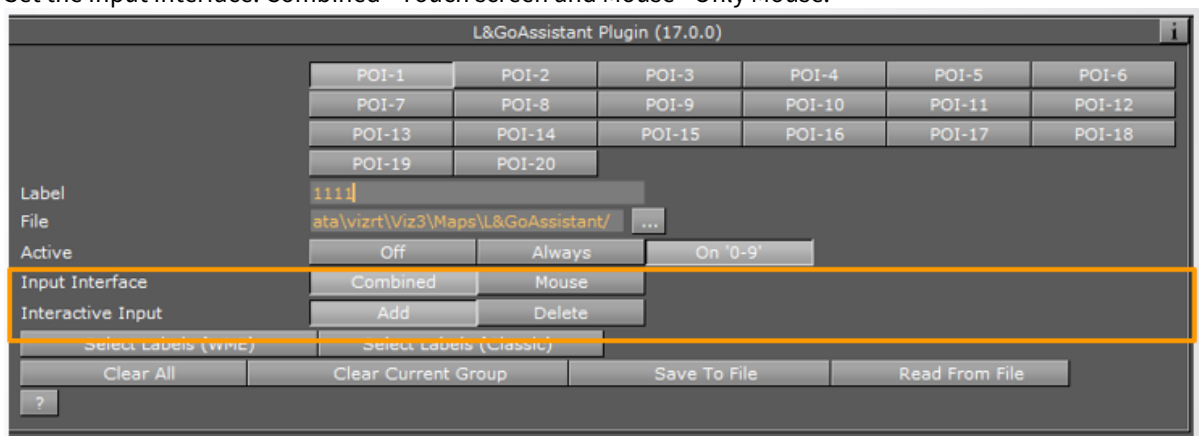 Set the Input Interface: Combined - Touch screen and Mouse - Only Mouse.
L&GoAssistant Plugin (17.0.0) i
POI-1 POI-2 POI-3 POI-4 POI-5 POI-6
POI-7 POI-8 POI-9 POI-10 POI-11 POI-12
POI-13 POI-14 POI-15 POI-16 POI-17 POI-18
POI-19 POI-20
Label 1111
File ata\vizrt\Viz3\Maps\L&GoAssistant/ ...
Active Off Always On '0-9'
Input Interface Combined Mouse
Interactive Input Add Delete
Select Labels (WME) Select Labels (Classic)
Clear All Clear Current Group Save To File Read From File
?